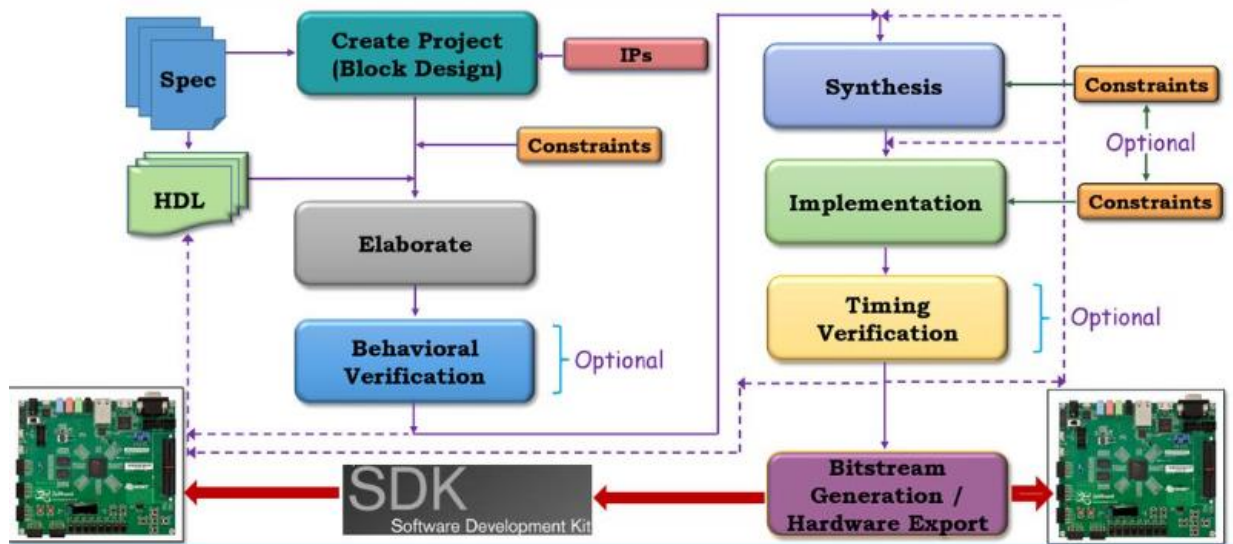 Spec
Create Project
(Block Design)
IPs
Constraints
HDL
Elaborate
Behavioral
Verification
Optional
Synthesis
Constraints
Optional
Implementation
Constraints
Timing
Verification
Optional
SDK
Software Development Kit
Bitstream
Generation /
Hardware Export